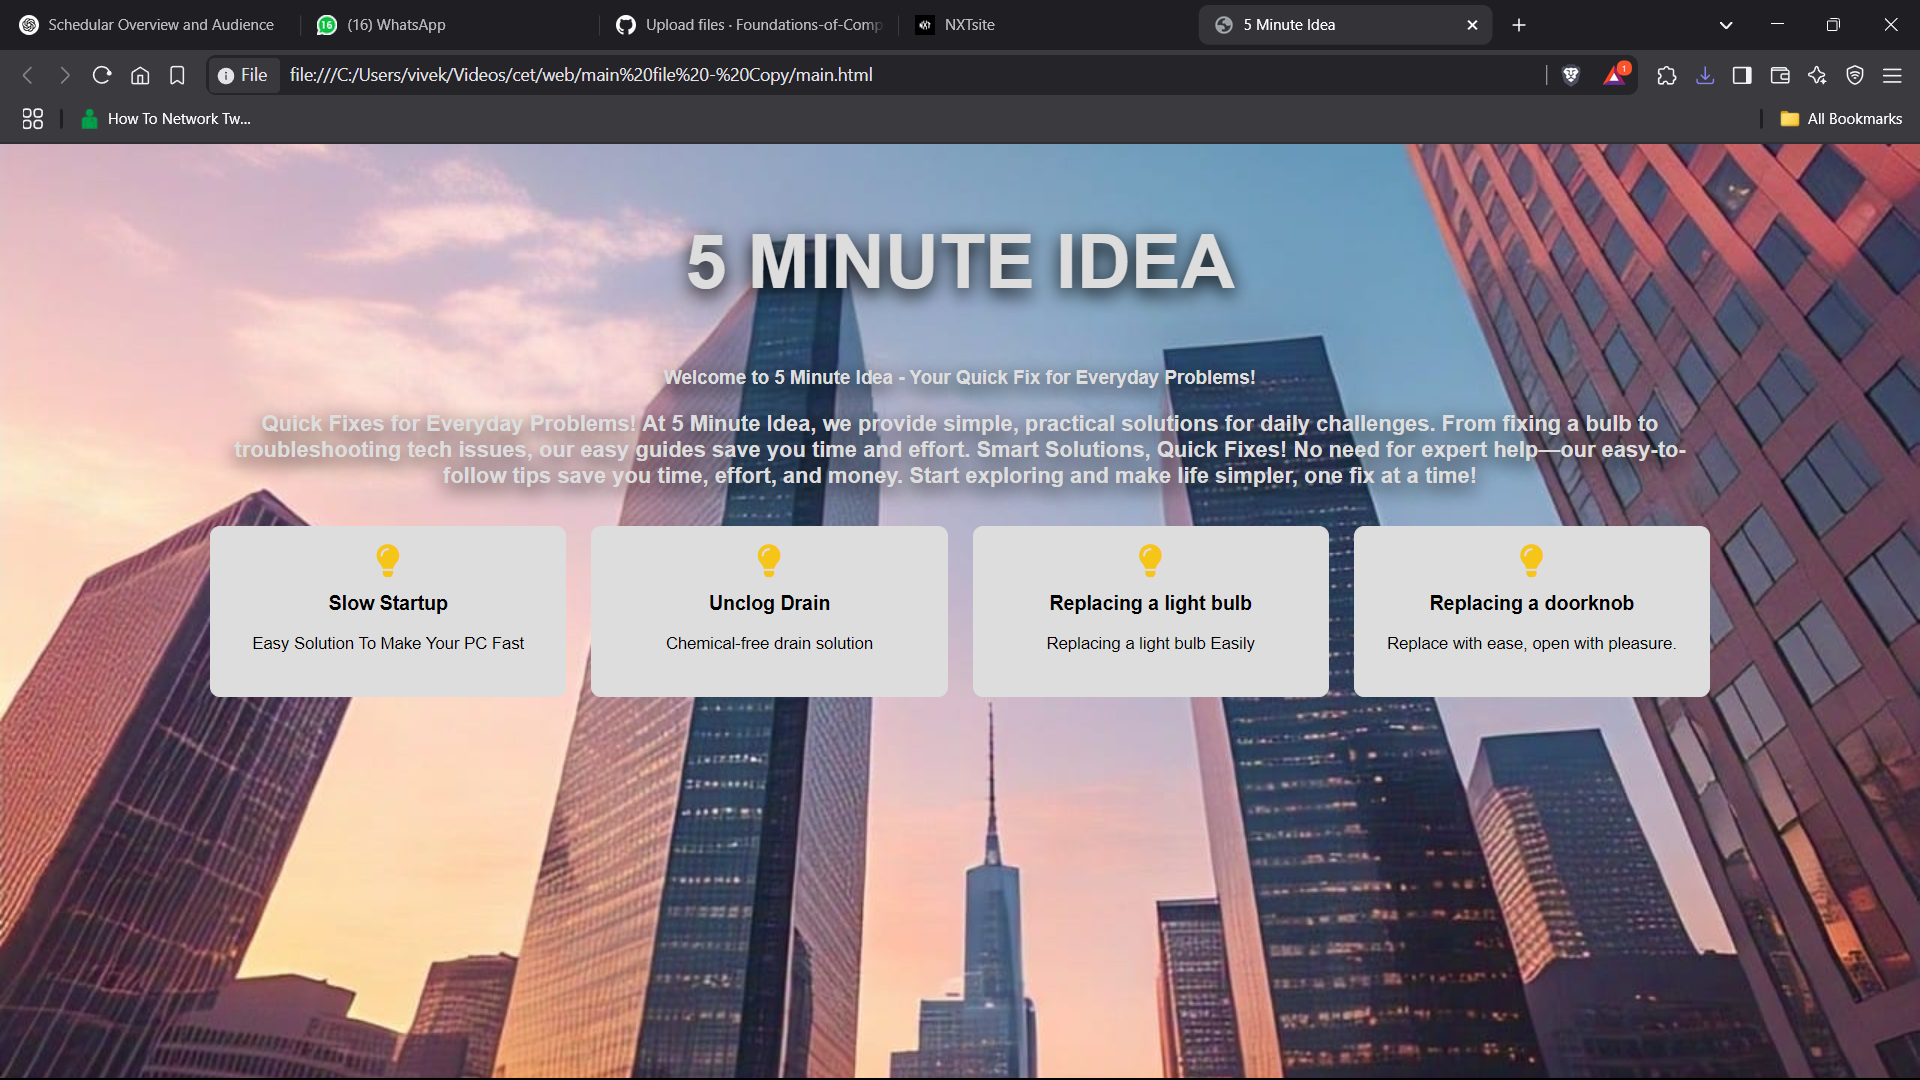 Schedular Overview and Audience
16 (16) WhatsApp
Upload files · Foundations-of-Comp
NXTsite
5 Minute Idea
File file:///C:/Users/vivek/Videos/cet/web/main%20file%20-%20Copy/main.html
1
How To Network Tw...
All Bookmarks
5 MINUTE IDEA
Welcome to 5 Minute Idea - Your Quick Fix for Everyday Problems!
Quick Fixes for Everyday Problems! At 5 Minute Idea, we provide simple, practical solutions for daily challenges. From fixing a bulb to
troubleshooting tech issues, our easy guides save you time and effort. Smart Solutions, Quick Fixes! No need for expert help—our easy-to-
follow tips save you time, effort, and money. Start exploring and make life simpler, one fix at a time!
Slow Startup
Easy Solution To Make Your PC Fast
Unclog Drain
Chemical-free drain solution
Replacing a light bulb
Replacing a light bulb Easily
Replacing a doorknob
Replace with ease, open with pleasure.